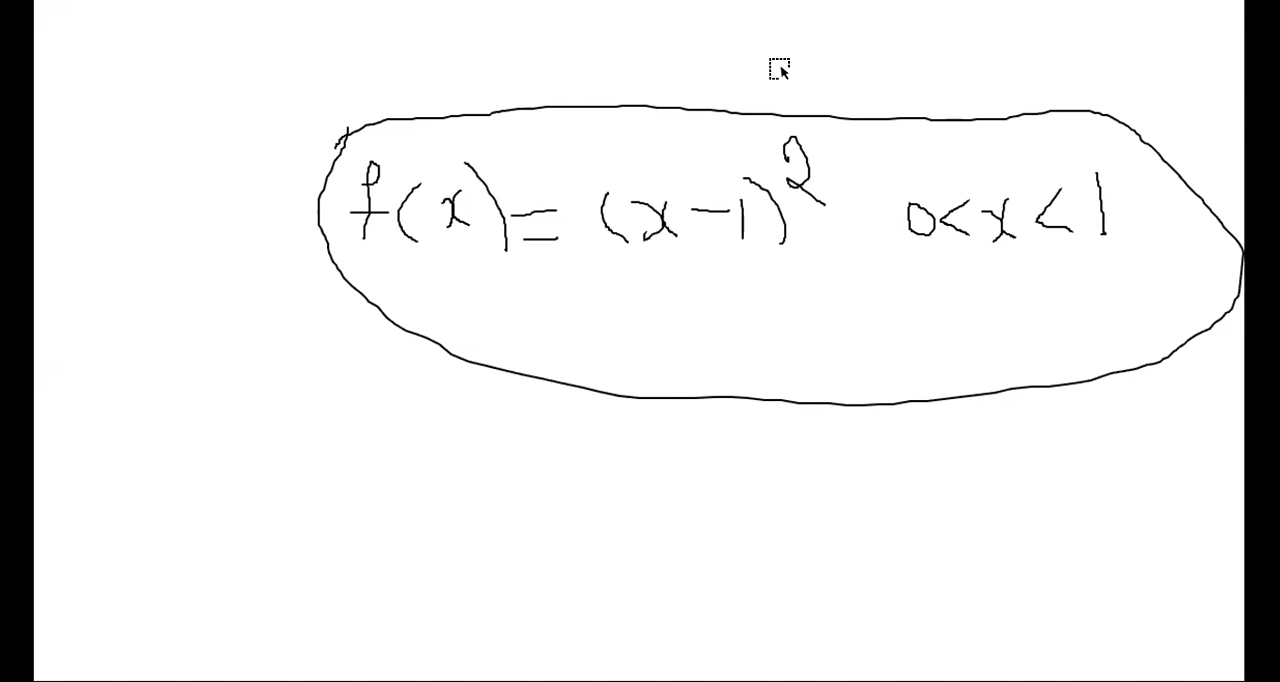 f(x) = (x-1)² 0<x<1